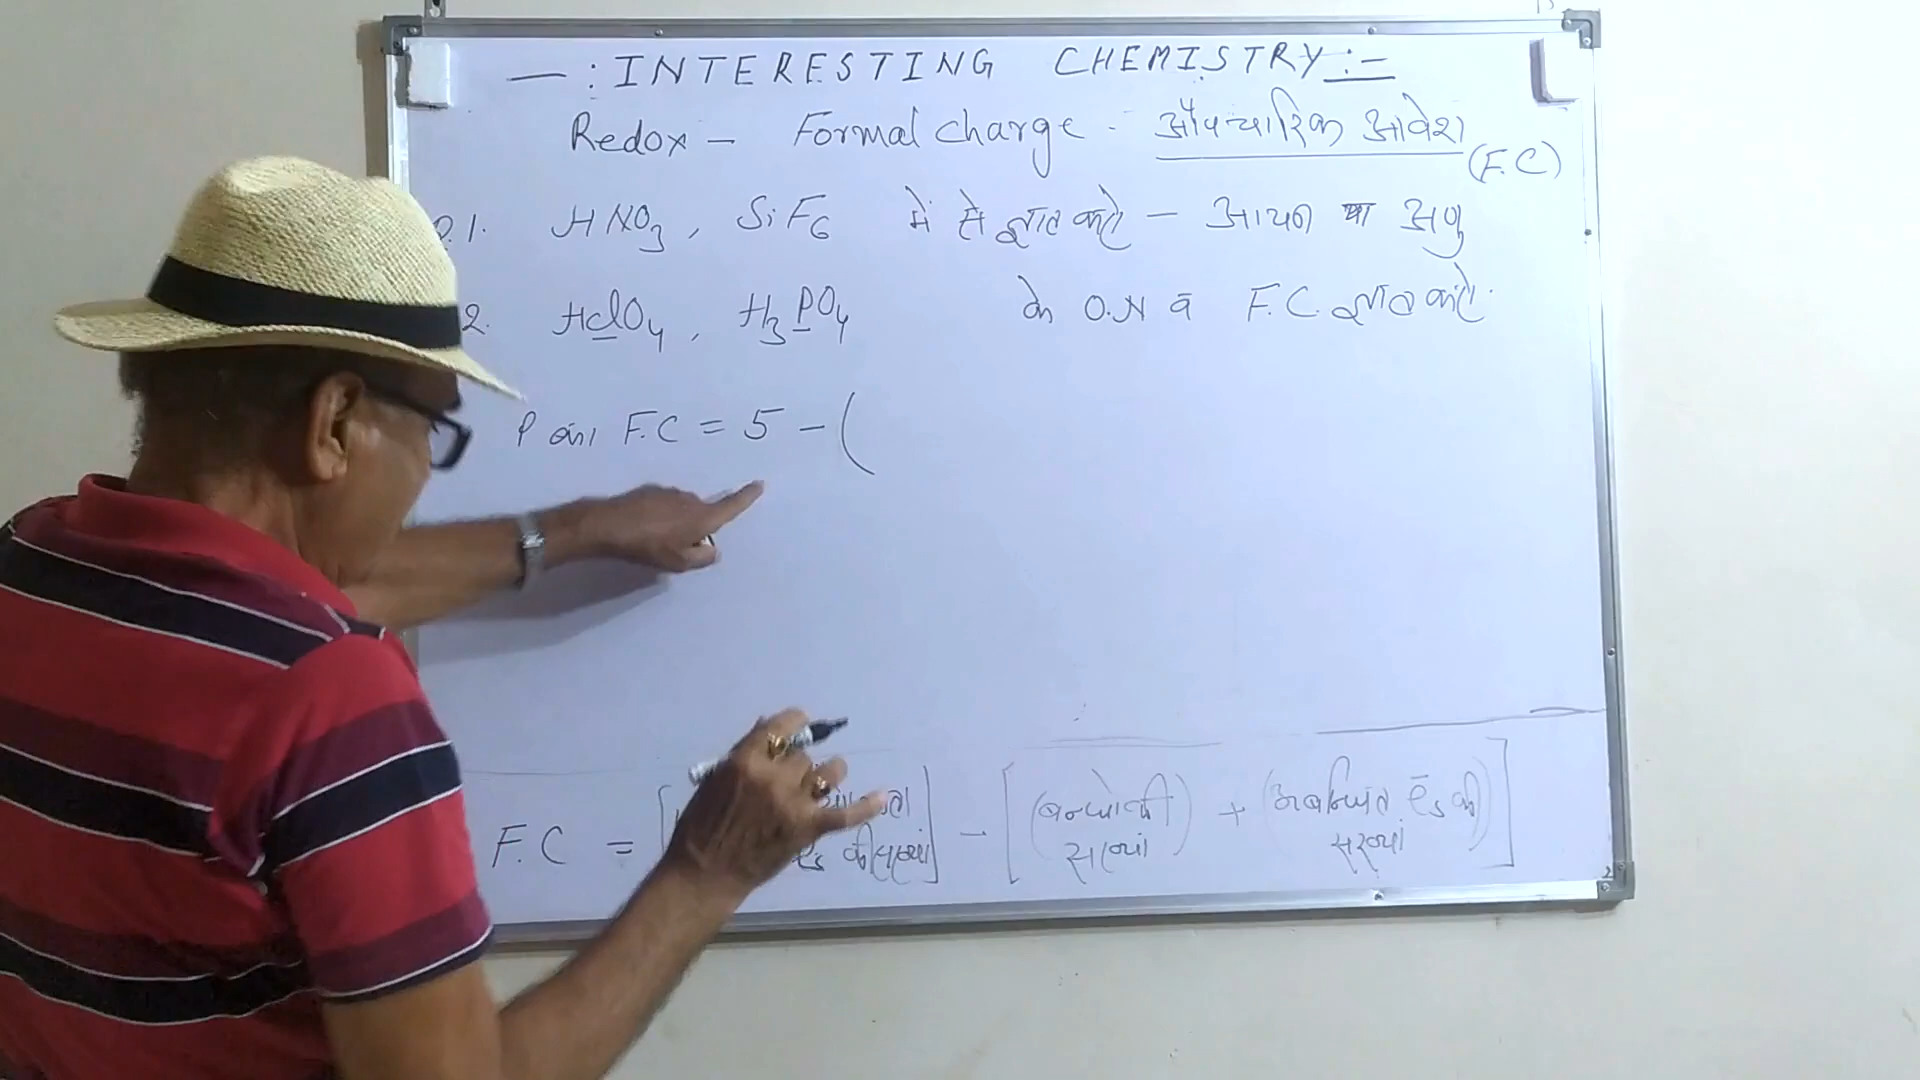 — : INTERESTING CHEMISTRY : —
Redox — Formal charge - औपचारिक आवेश (F.C)
.1. HNO3 , SiF6 में से ज्ञात करो — आयन या अणु
2. HClO4 , H3PO4 के O.N व F.C. ज्ञात करो.
P का F.C = 5 - (
F.C = [ की संख्या ] - [ (बन्धो की संख्या) + (अबन्धित es की संख्या) ]